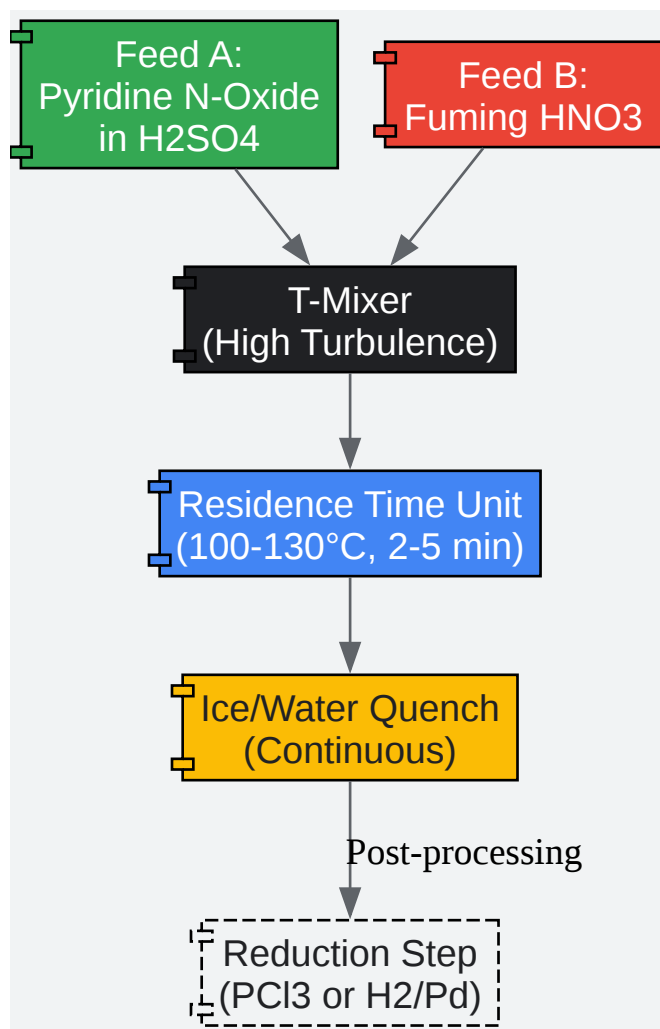 Feed A:
Pyridine N-Oxide
in H2SO4
Feed B:
Fuming HNO3
T-Mixer
(High Turbulence)
Residence Time Unit
(100-130°C, 2-5 min)
Ice/Water Quench
(Continuous)
Post-processing
Reduction Step
(PCl3 or H2/Pd)